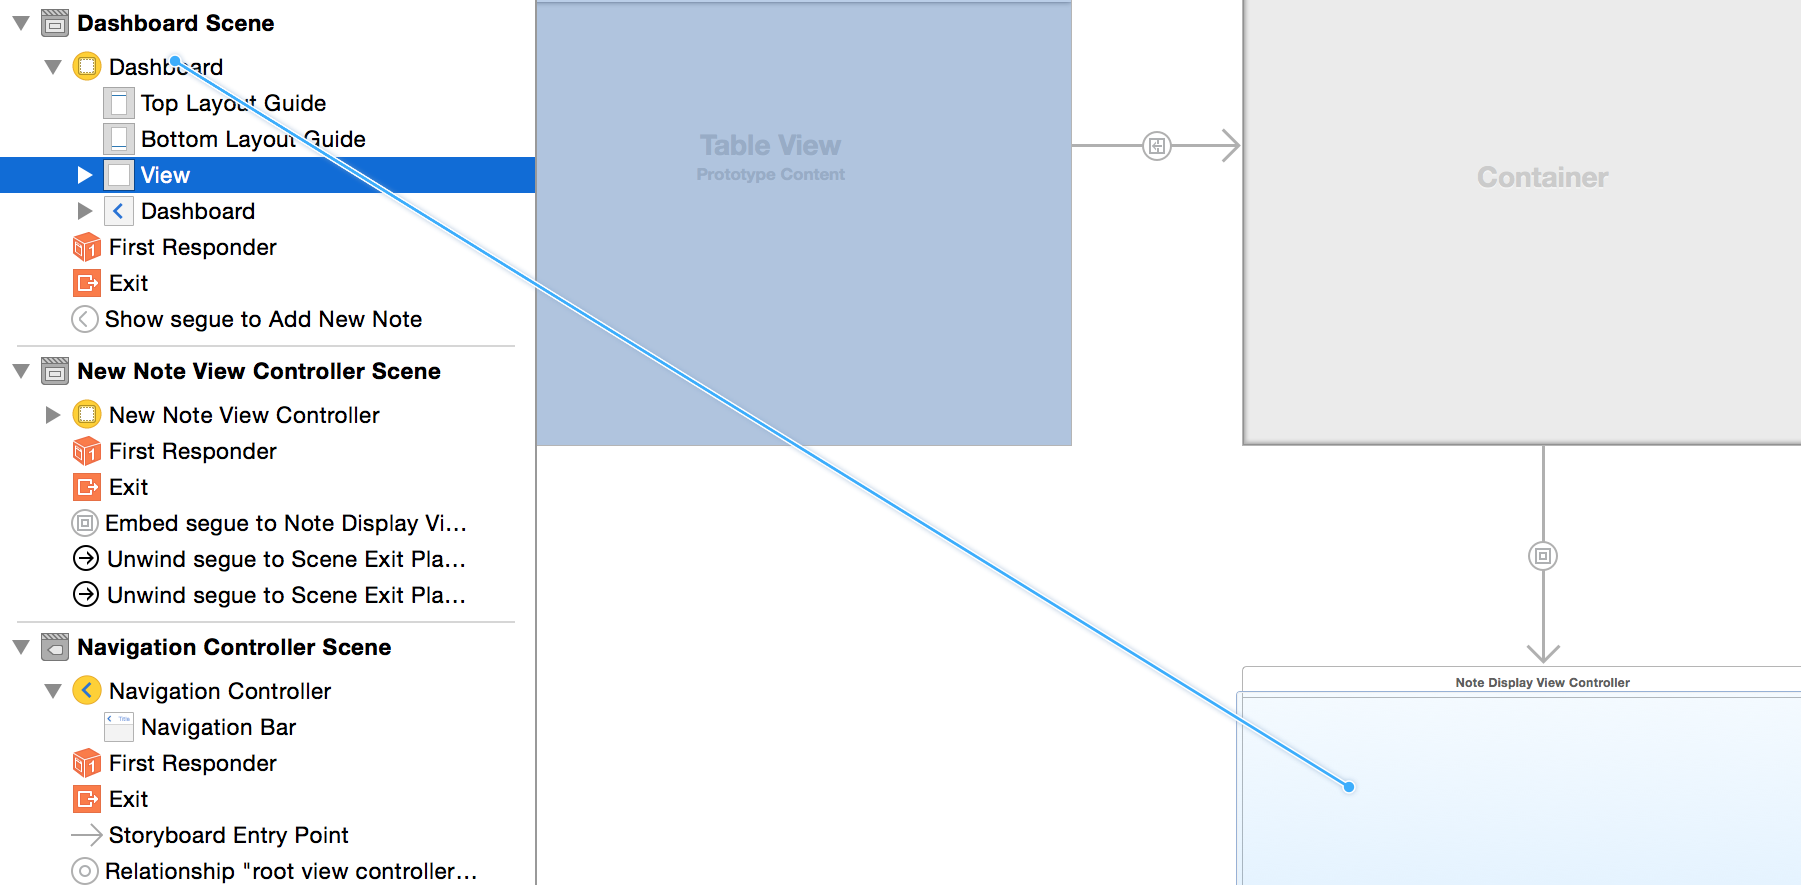 Dashboard Scene
Dashboard
Top Layout Guide
Bottom Layout Guide
View
Dashboard
First Responder
Exit
Show segue to Add New Note
New Note View Controller Scene
New Note View Controller
First Responder
Exit
Embed segue to Note Display Vi...
Unwind segue to Scene Exit Pla...
Unwind segue to Scene Exit Pla...
Navigation Controller Scene
Navigation Controller
Title
Navigation Bar
First Responder
Exit
Storyboard Entry Point
Relationship "root view controller...
Table View
Prototype Content
Container
Note Display View Controller